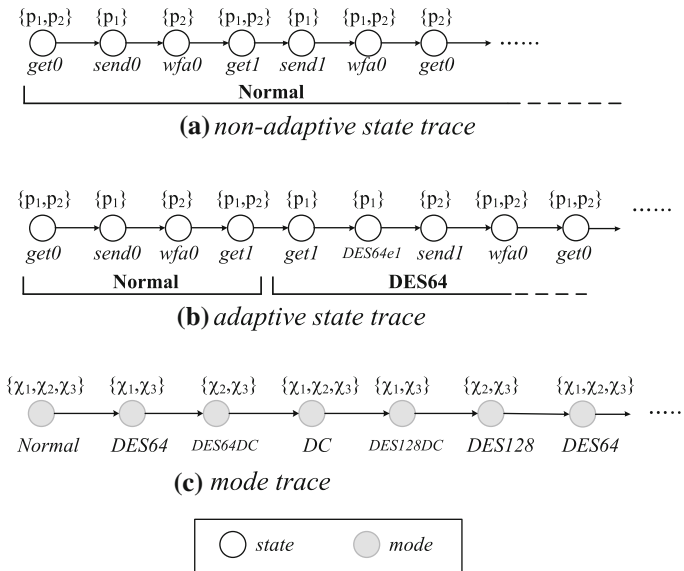 {p₁,p₂} {p₁} {p₂} {p₁,p₂} {p₁} {p₁,p₂} {p₂}
......
get0 send0 wfa0 get1 send1 wfa0 get0
Normal
(a) non-adaptive state trace
{p₁,p₂} {p₁} {p₂} {p₁,p₂} {p₁} {p₁} {p₂} {p₁,p₂} {p₁,p₂}
......
get0 send0 wfa0 get1 get1 DES64e1 send1 wfa0 get0
Normal DES64
(b) adaptive state trace
{χ₁,χ₂,χ₃} {χ₁,χ₃} {χ₂,χ₃} {χ₁,χ₂,χ₃} {χ₁,χ₃} {χ₂,χ₃} {χ₁,χ₂,χ₃}
.....
Normal DES64 DES64DC DC DES128DC DES128 DES64
(c) mode trace
state mode